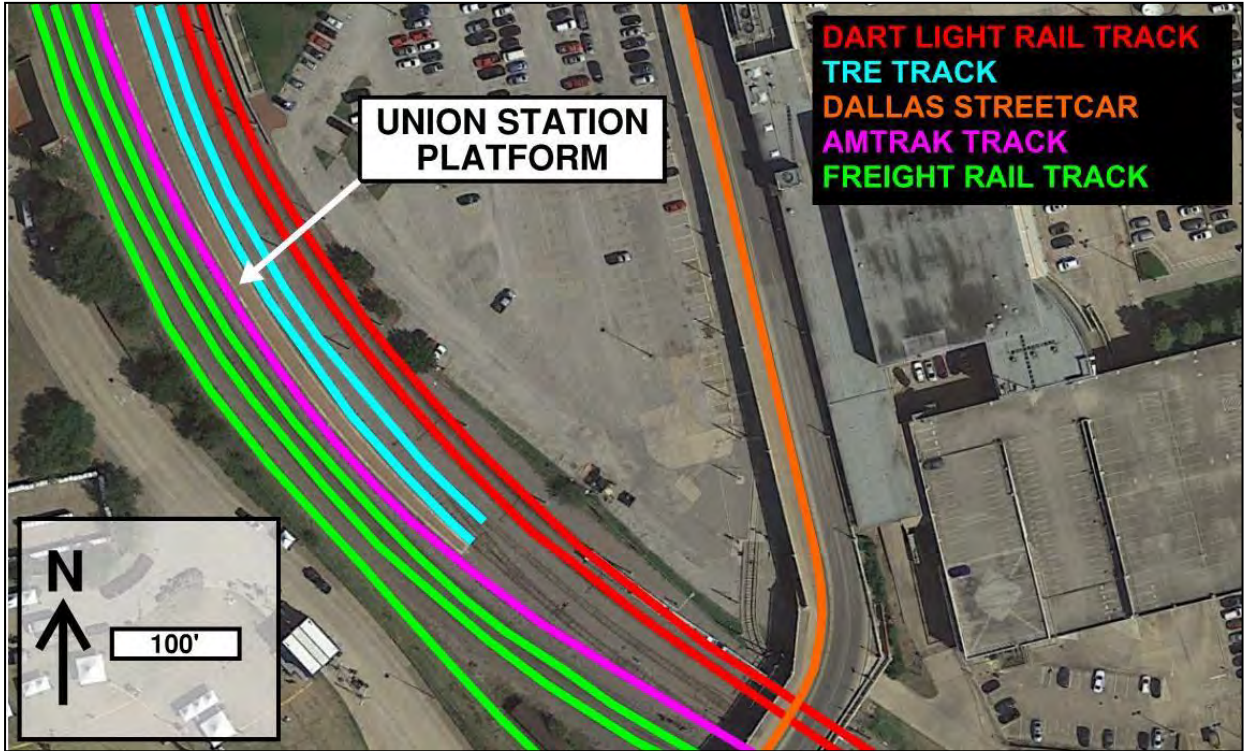 UNION STATION
PLATFORM
DART LIGHT RAIL TRACK
TRE TRACK
DALLAS STREETCAR
AMTRAK TRACK
FREIGHT RAIL TRACK
N
100'